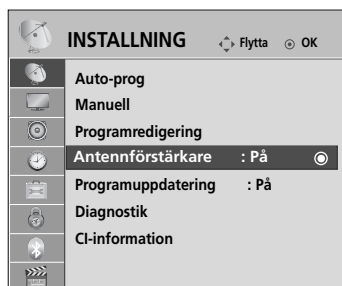 INSTALLNING Flytta OK
Auto-prog
Manuell
Programredigering
Antennförstärkare : På
Programuppdatering : På
Diagnostik
CI-information